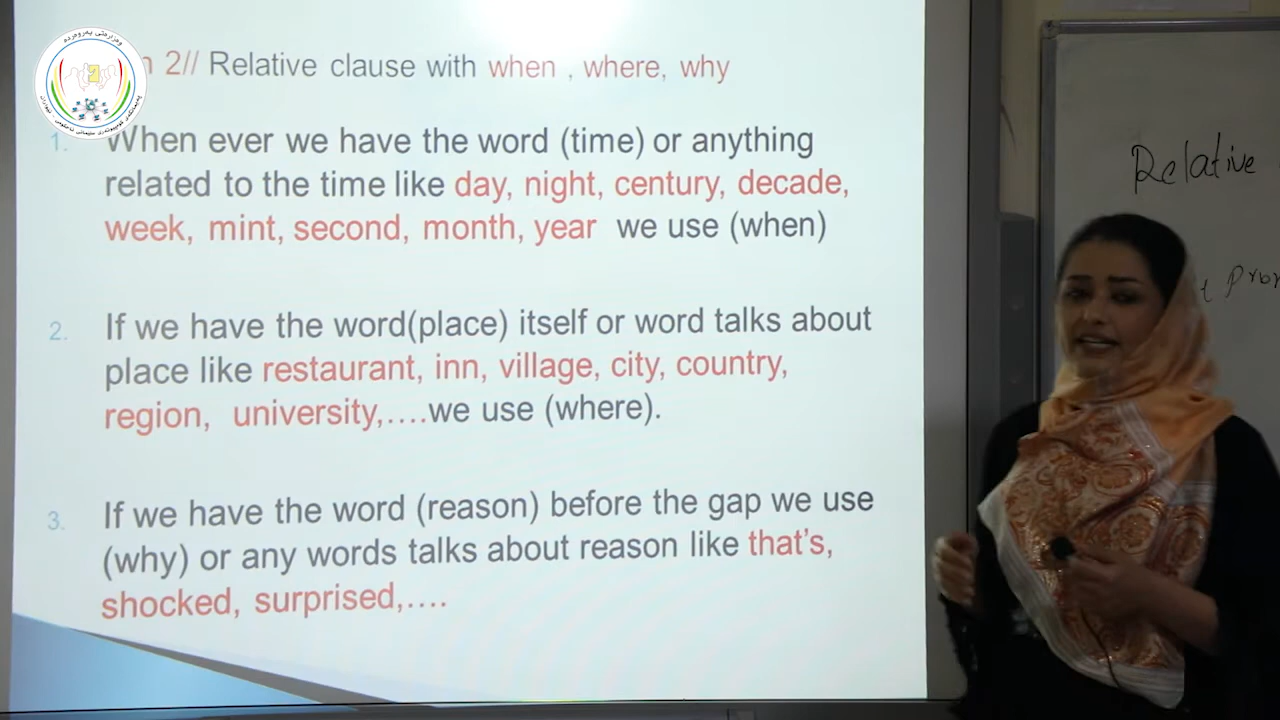 2// Relative clause with when , where, why
1. When ever we have the word (time) or anything
related to the time like day, night, century, decade,
week, mint, second, month, year we use (when)
2. If we have the word(place) itself or word talks about
place like restaurant, inn, village, city, country,
region, university,….we use (where).
3. If we have the word (reason) before the gap we use
(why) or any words talks about reason like that's,
shocked, surprised,….
Relative